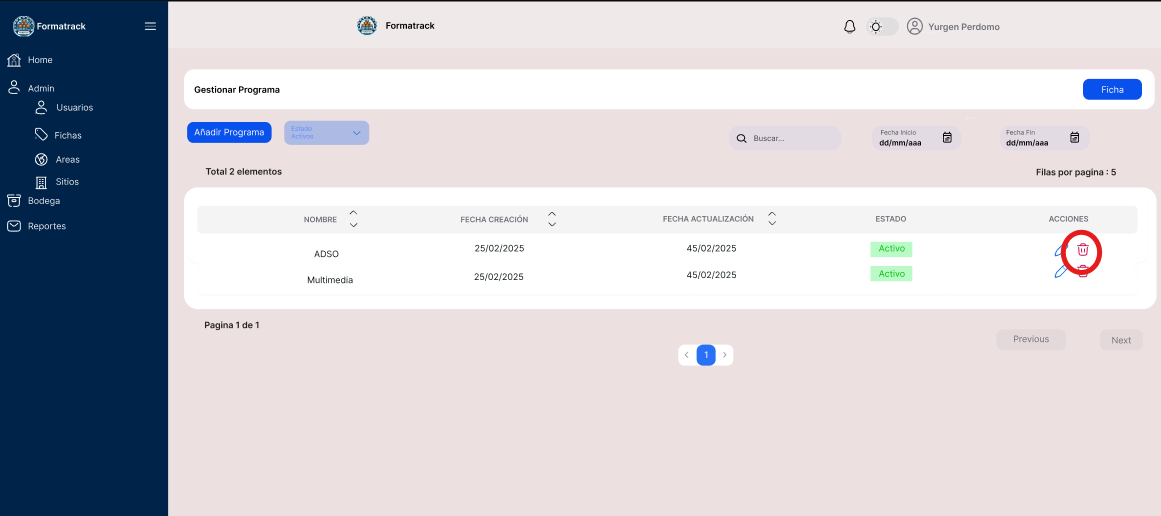 Formatrack
Formatrack
Yurgen Perdomo
Home
Admin
Usuarios
Fichas
Areas
Sitios
Bodega
Reportes
Gestionar Programa
Ficha
Añadir Programa
Estado
Activos
Buscar...
Fecha Inicio
dd/mm/aaa
Fecha Fin
dd/mm/aaa
Total 2 elementos
Filas por pagina : 5
NOMBRE FECHA CREACIÓN FECHA ACTUALIZACIÓN ESTADO ACCIONES
ADSO 25/02/2025 45/02/2025 Activo
Multimedía 25/02/2025 45/02/2025 Activo
Pagina 1 de 1
< 1 >
Previous Next